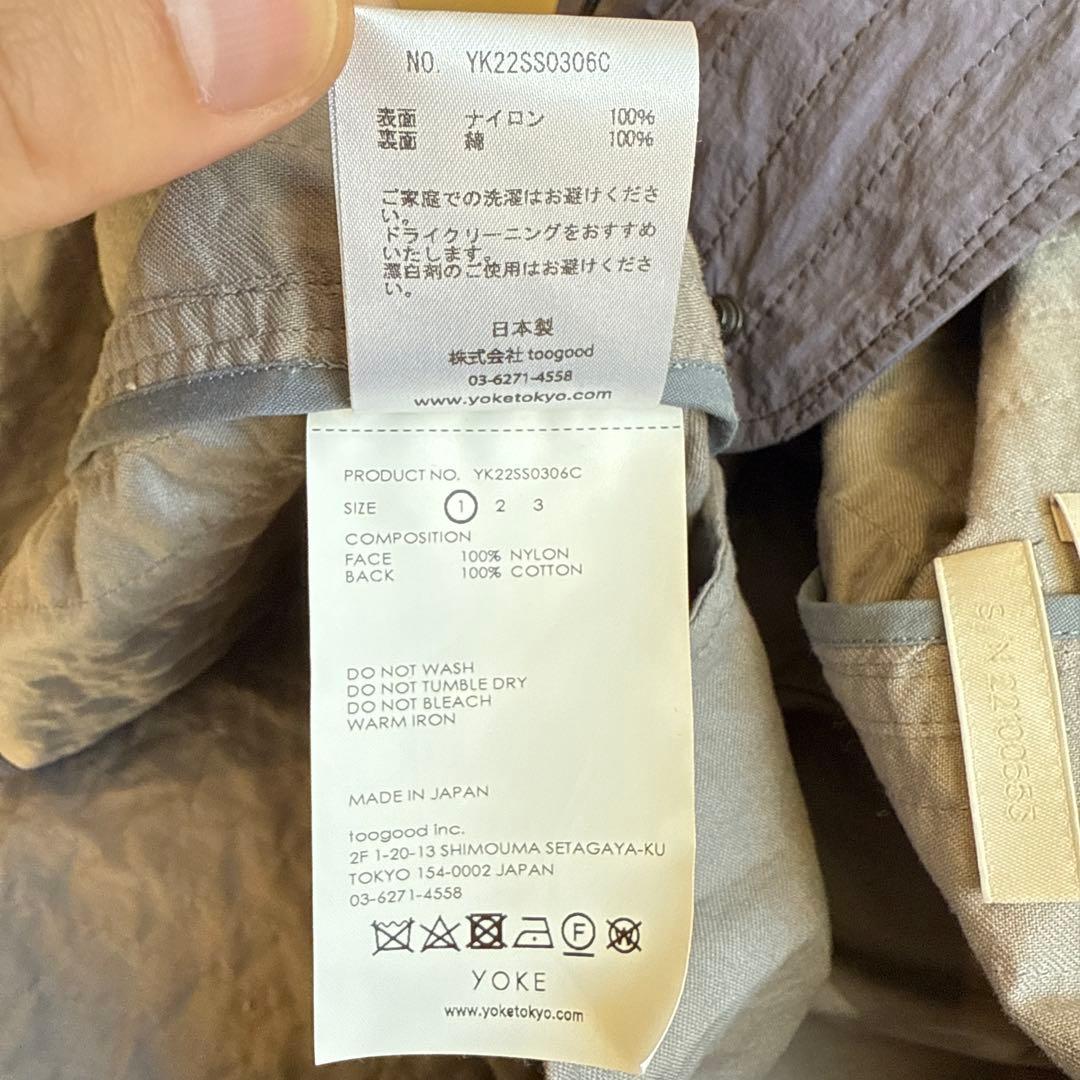 NO. YK22SS0306C
表面 ナイロン 100%
裏面 綿 100%
ご家庭での洗濯はお避けくださ
い。
ドライクリーニングをおすすめ
いたします。
漂白剤のご使用はお避けくださ
い。
日本製
株式会社 toogood
03-6271-4558
www.yoketokyo.com
PRODUCT NO. YK22SS0306C
SIZE 1 2 3
COMPOSITION
FACE 100% NYLON
BACK 100% COTTON
DO NOT WASH
DO NOT TUMBLE DRY
DO NOT BLEACH
WARM IRON
MADE IN JAPAN
toogood inc.
2F 1-20-13 SHIMOUMA SETAGAYA-KU
TOKYO 154-0002 JAPAN
03-6271-4558
F W
YOKE
www.yoketokyo.com